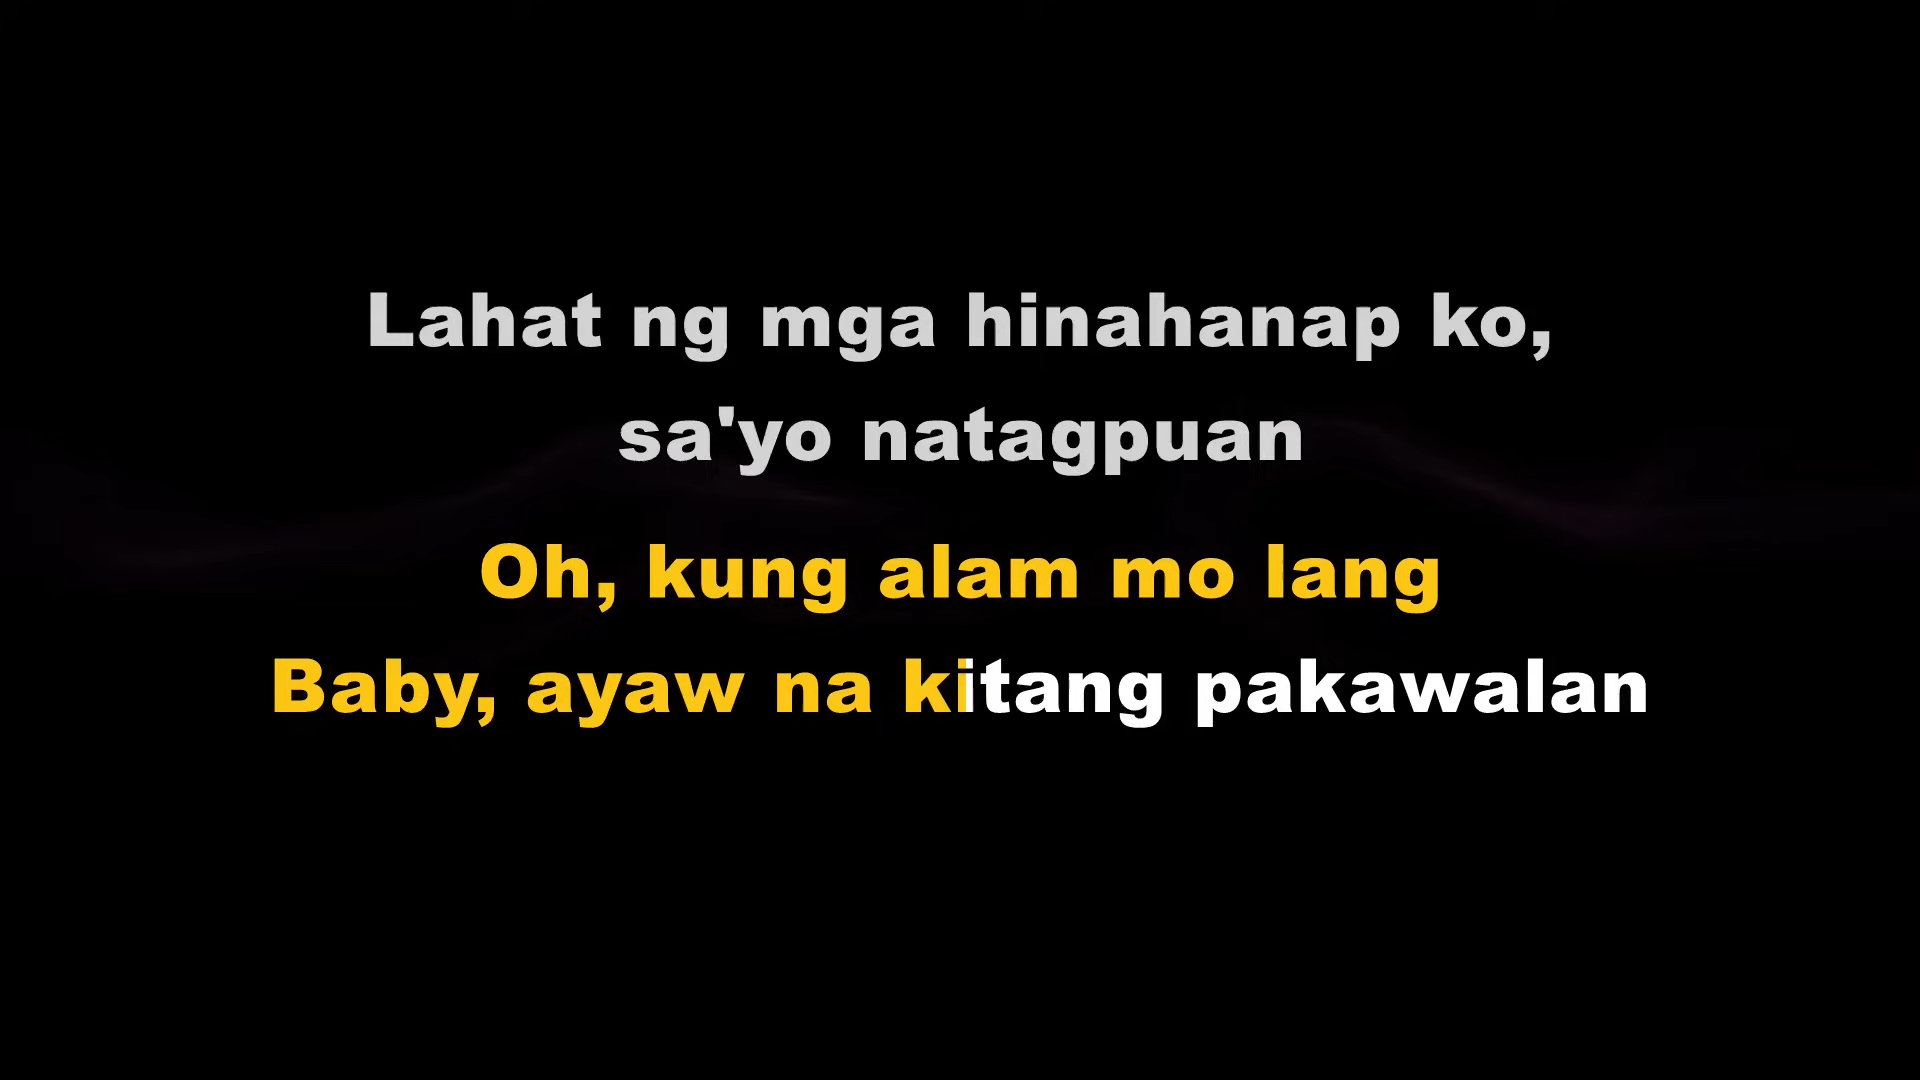 Lahat ng mga hinahanap ko,
sa'yo natagpuan
Oh, kung alam mo lang
Baby, ayaw na kitang pakawalan